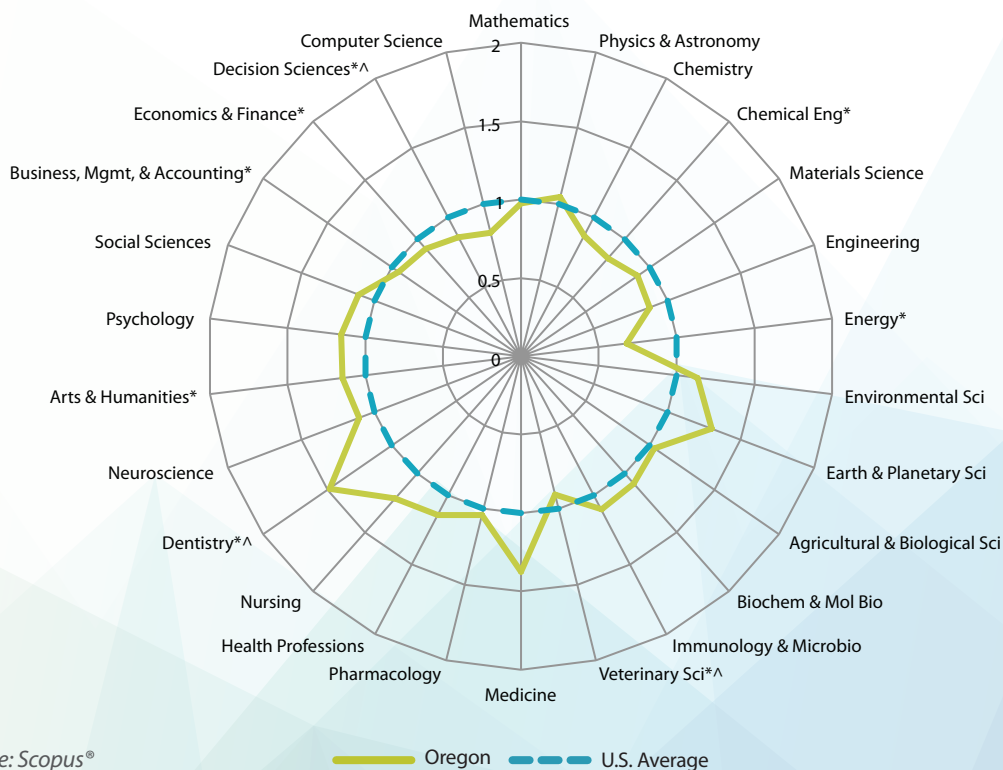 Mathematics
Physics & Astronomy
Chemistry
Chemical Eng*
Materials Science
Engineering
Energy*
Environmental Sci
Earth & Planetary Sci
Agricultural & Biological Sci
Biochem & Mol Bio
Immunology & Microbio
Veterinary Sci*^
Medicine
Pharmacology
Health Professions
Nursing
Dentistry*^
Neuroscience
Arts & Humanities*
Psychology
Social Sciences
Business, Mgmt, & Accounting*
Economics & Finance*
Decision Sciences*^
Computer Science
2
1.5
1
0.5
0
e: Scopus®
Oregon
U.S. Average